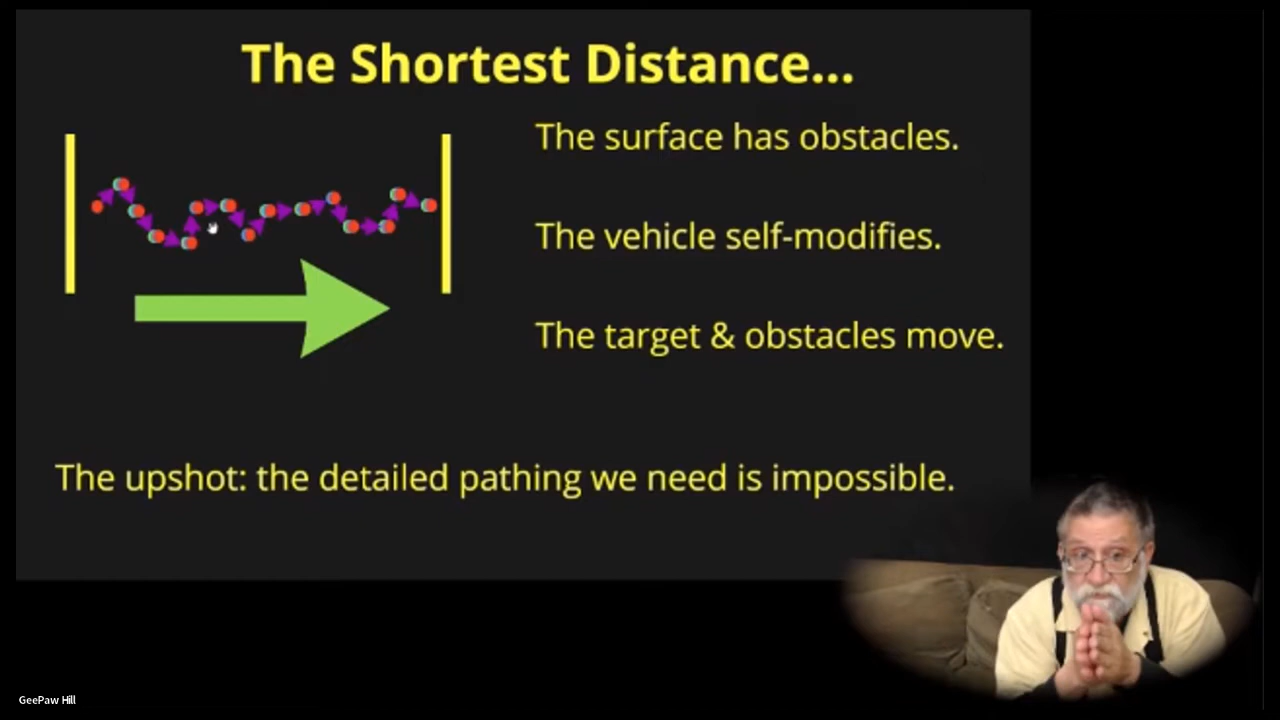 The Shortest Distance...
The surface has obstacles.
The vehicle self-modifies.
The target & obstacles move.
The upshot: the detailed pathing we need is impossible.
GeePaw Hill